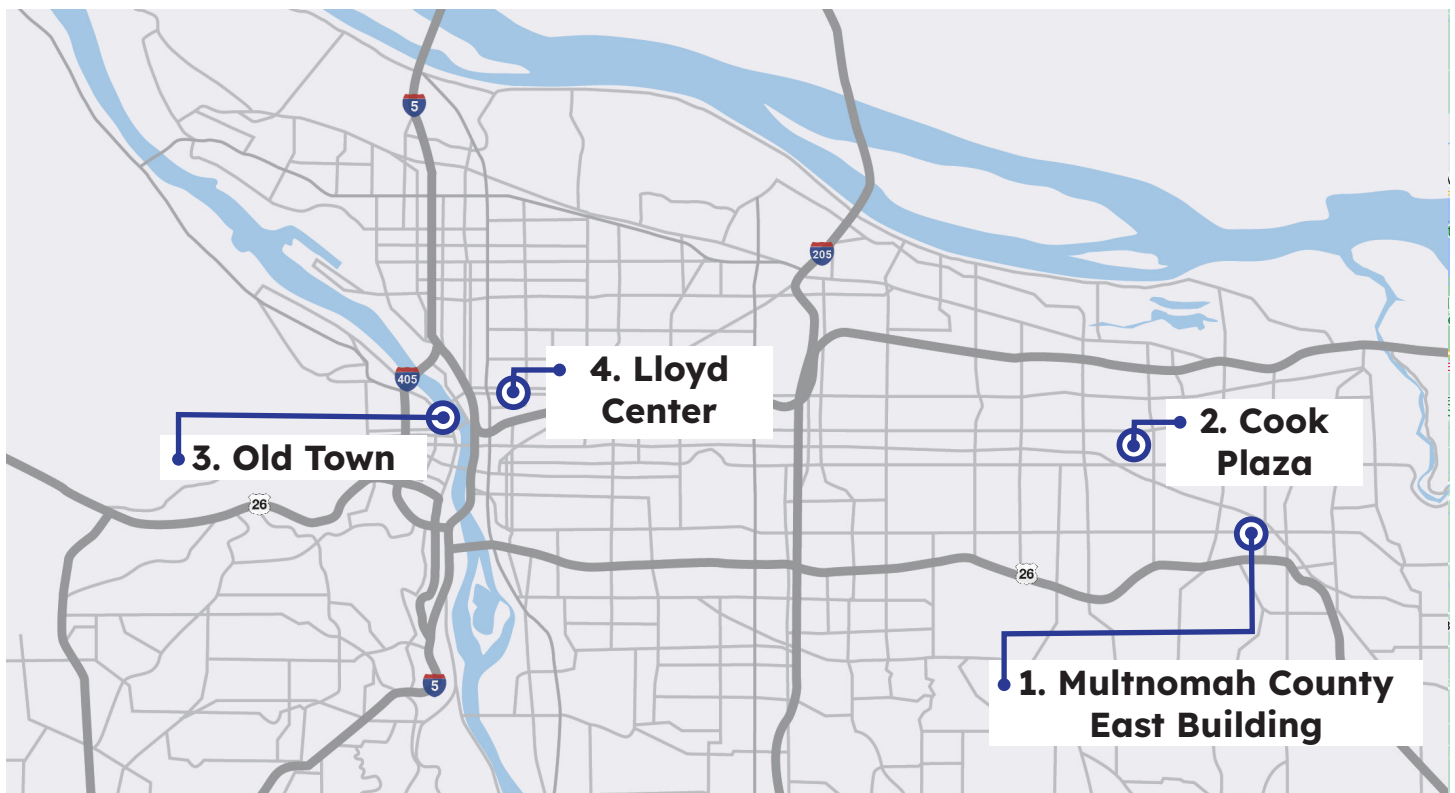 5
205
405
4. Lloyd
Center
3. Old Town
2. Cook
Plaza
26
26
1. Multnomah County
East Building
5